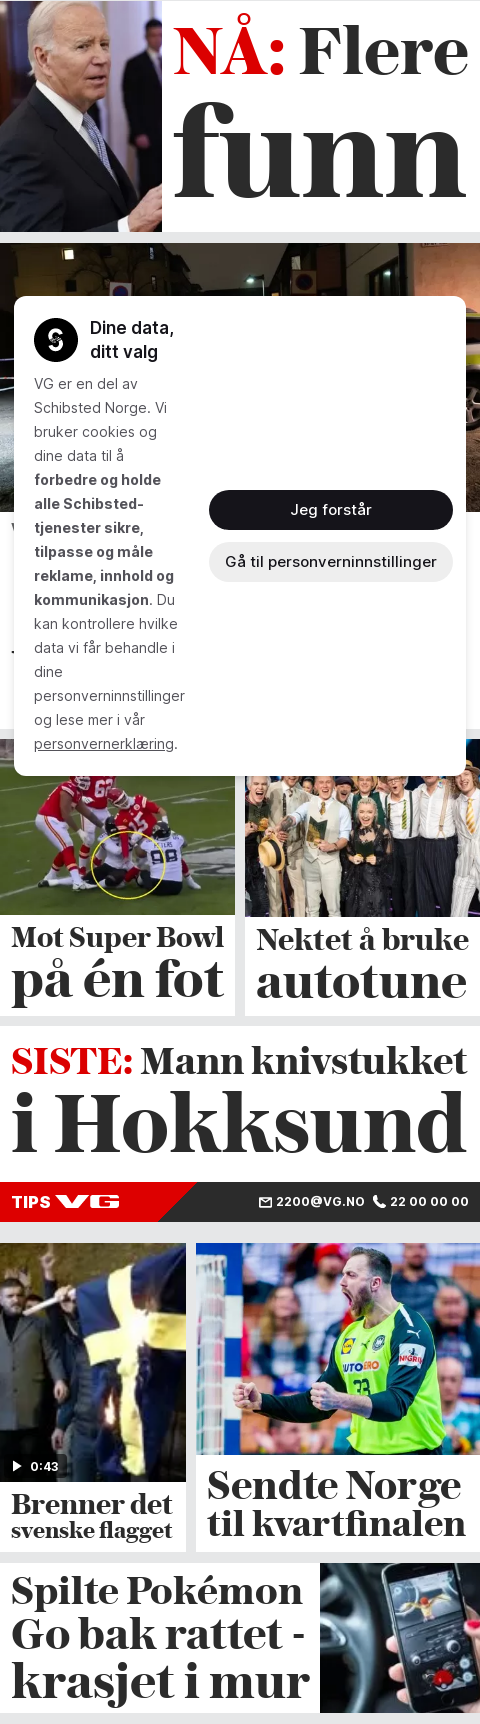 NÅ: Flere
funn
Dine data,
ditt valg
VG er en del av
Schibsted Norge. Vi
bruker cookies og
dine data til å
forbedre og holde
alle Schibsted-
tjenester sikre,
tilpasse og måle
reklame, innhold og
kommunikasjon. Du
kan kontrollere hvilke
data vi får behandle i
dine
personverninnstillinger
og lese mer i vår
personvernerklæring.
Jeg forstår
Gå til personverninnstillinger
Mot Super Bowl
på én fot
Nektet å bruke
autotune
SISTE: Mann knivstukket
i Hokksund
TIPS VG
2200@VG.NO 22 00 00 00
0:43
Brenner det
svenske flagget
Sendte Norge
til kvartfinalen
Spilte Pokémon
Go bak rattet -
krasjet i mur